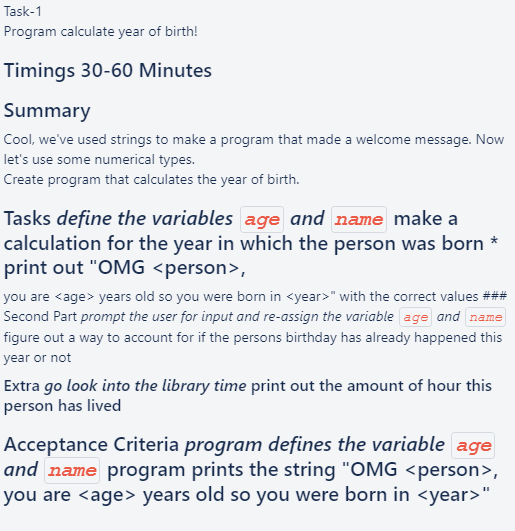 Task-1
Program calculate year of birth!
Timings 30-60 Minutes
Summary
Cool, we've used strings to make a program that made a welcome message. Now
let's use some numerical types.
Create program that calculates the year of birth.
Tasks define the variables age and name make a
calculation for the year in which the person was born *
print out "OMG <person>,
you are <age> years old so you were born in <year>" with the correct values ###
Second Part prompt the user for input and re-assign the variable age and name
figure out a way to account for if the persons birthday has already happened this
year or not
Extra go look into the library time print out the amount of hour this
person has lived
Acceptance Criteria program defines the variable age
and name program prints the string "OMG <person>,
you are <age> years old so you were born in <year>"